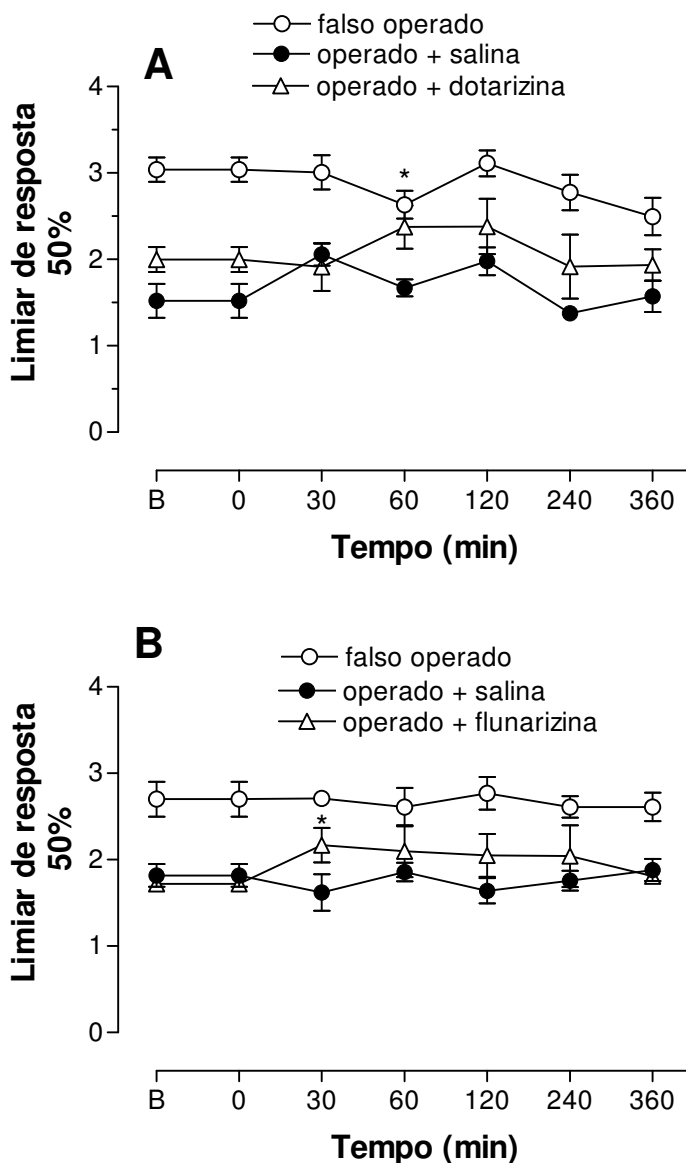 falso operado
A
operado + salina
operado + dotarizina
4
*
3
2
1
0
Limiar de resposta
50%
B 0 30 60 120 240 360
Tempo (min)
B
falso operado
operado + salina
operado + flunarizina
4
3
*
2
1
0
Limiar de resposta
50%
B 0 30 60 120 240 360
Tempo (min)